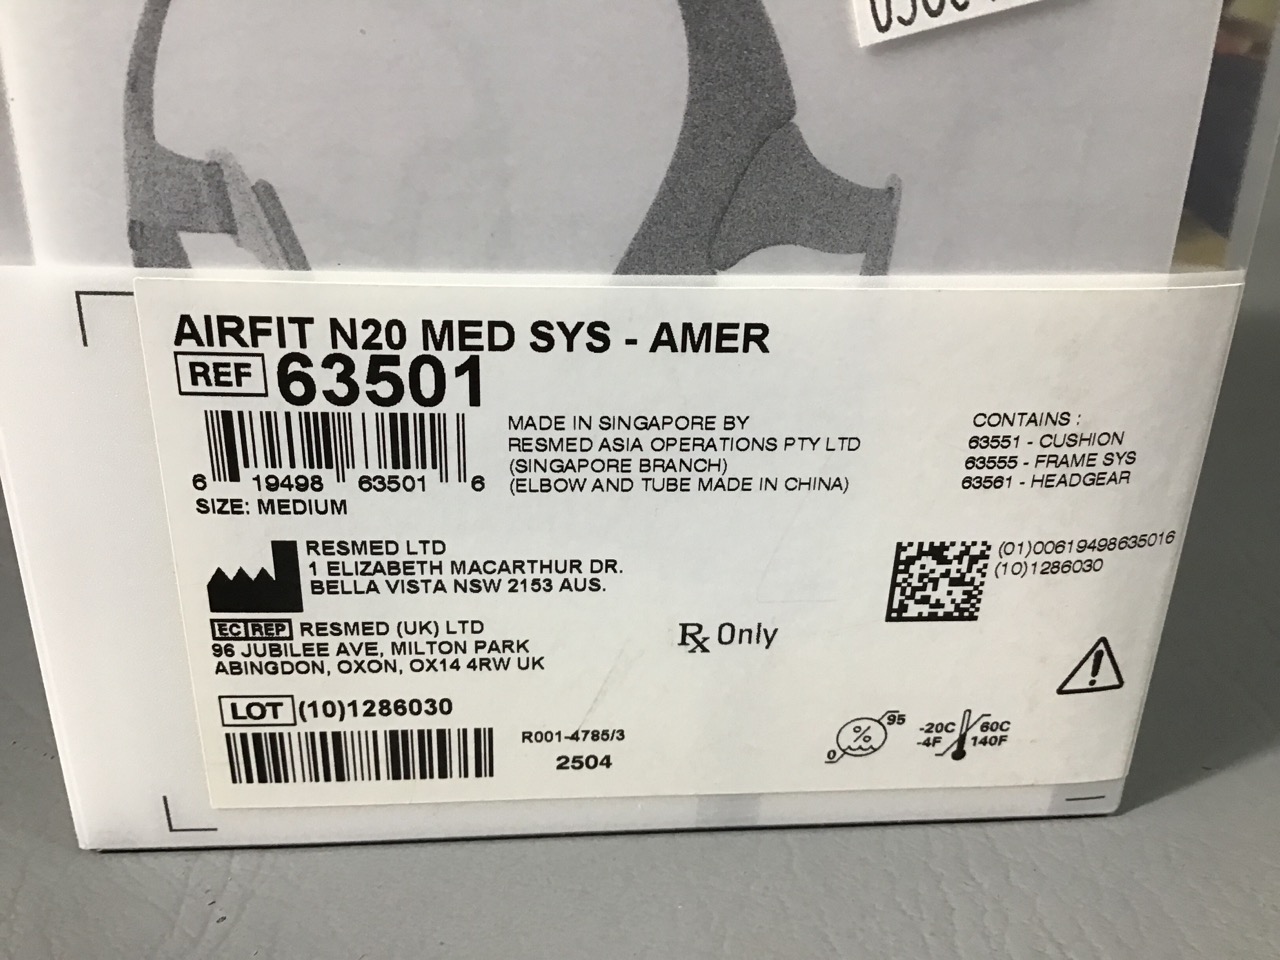 AIRFIT N20 MED SYS - AMER
REF 63501
6 19498 63501 6
SIZE: MEDIUM
MADE IN SINGAPORE BY
RESMED ASIA OPERATIONS PTY LTD
(SINGAPORE BRANCH)
(ELBOW AND TUBE MADE IN CHINA)
CONTAINS :
63551 - CUSHION
63555 - FRAME SYS
63561 - HEADGEAR
RESMED LTD
1 ELIZABETH MACARTHUR DR.
BELLA VISTA NSW 2153 AUS.
(01)00619498635016
(10)1286030
EC REP RESMED (UK) LTD
96 JUBILEE AVE, MILTON PARK
ABINGDON, OXON, OX14 4RW UK
Rx Only
LOT (10)1286030
R001-4785/3
2504
0 % 95
-20C 60C
-4F 140F